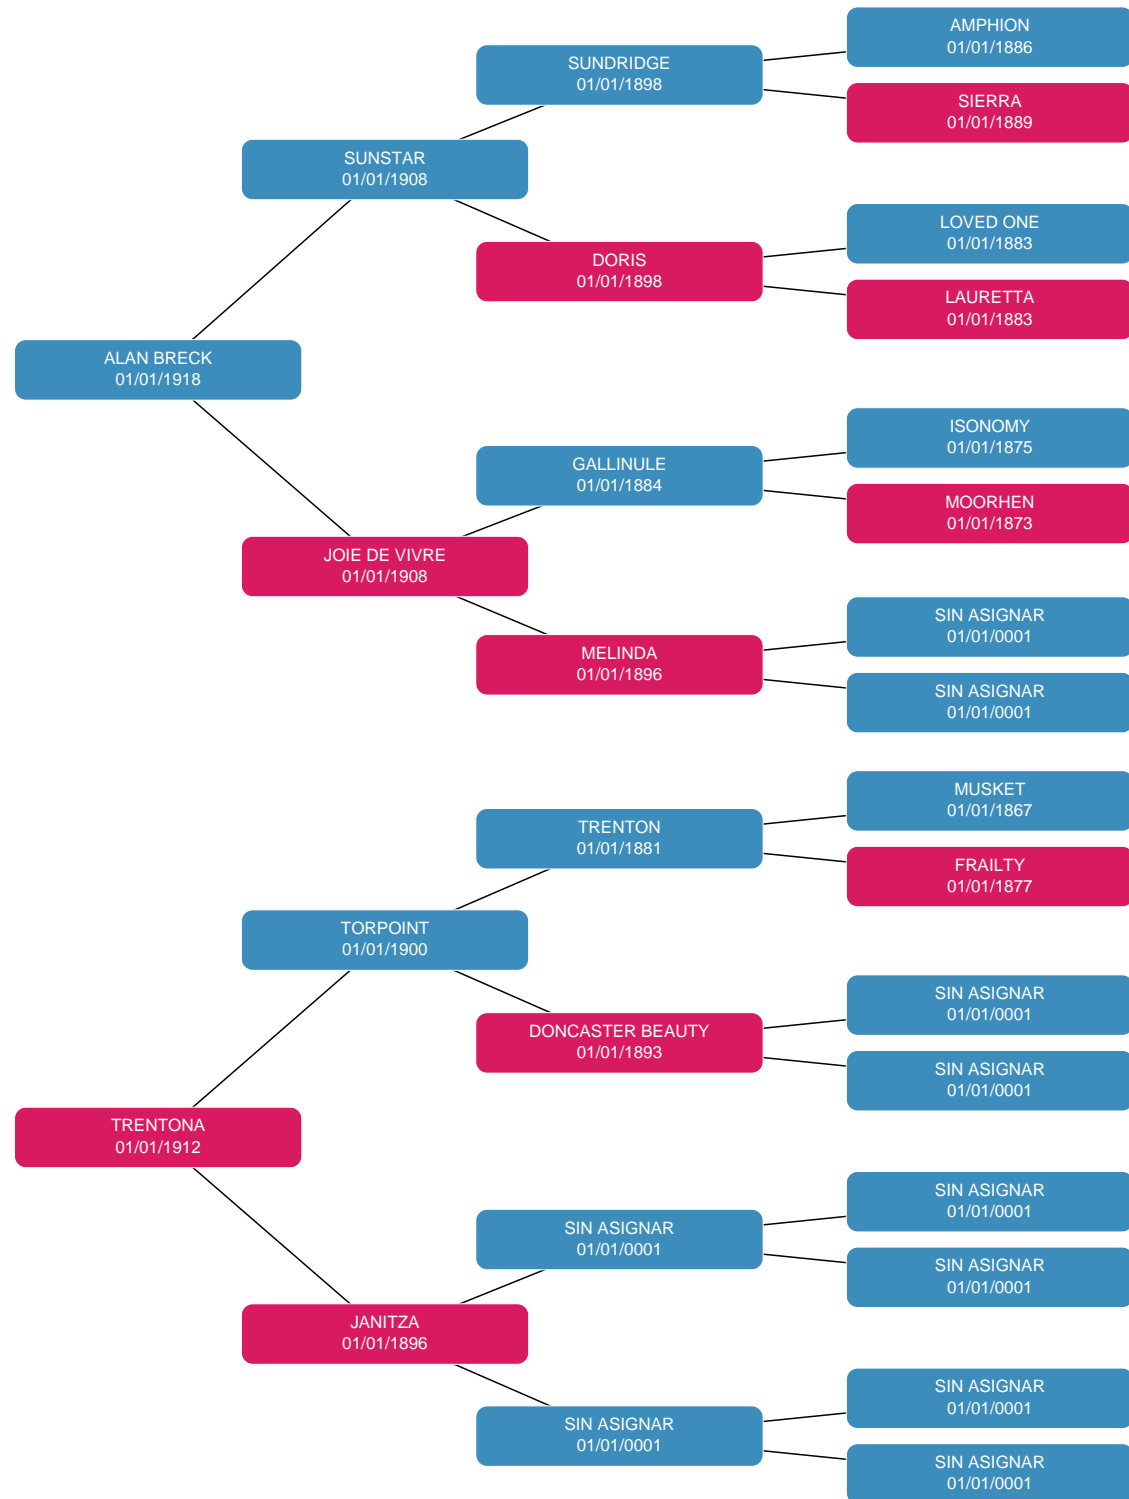 AMPHION
01/01/1886
SUNDRIDGE
01/01/1898
SIERRA
01/01/1889
SUNSTAR
01/01/1908
LOVED ONE
01/01/1883
DORIS
01/01/1898
LAURETTA
01/01/1883
ALAN BRECK
01/01/1918
ISONOMY
01/01/1875
GALLINULE
01/01/1884
MOORHEN
01/01/1873
JOIE DE VIVRE
01/01/1908
SIN ASIGNAR
01/01/0001
MELINDA
01/01/1896
SIN ASIGNAR
01/01/0001
MUSKET
01/01/1867
TRENTON
01/01/1881
FRAILTY
01/01/1877
TORPOINT
01/01/1900
SIN ASIGNAR
01/01/0001
DONCASTER BEAUTY
01/01/1893
SIN ASIGNAR
01/01/0001
TRENTONA
01/01/1912
SIN ASIGNAR
01/01/0001
SIN ASIGNAR
01/01/0001
SIN ASIGNAR
01/01/0001
JANITZA
01/01/1896
SIN ASIGNAR
01/01/0001
SIN ASIGNAR
01/01/0001
SIN ASIGNAR
01/01/0001